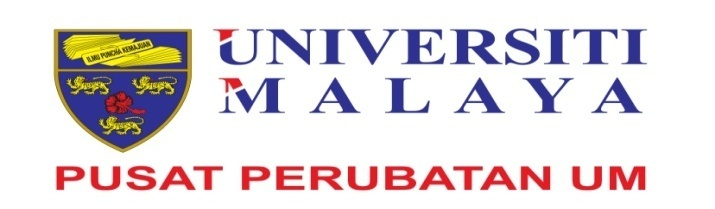 ILMU PUNCHA KEMAJUAN
UNIVERSITI
MALAYA
PUSAT PERUBATAN UM